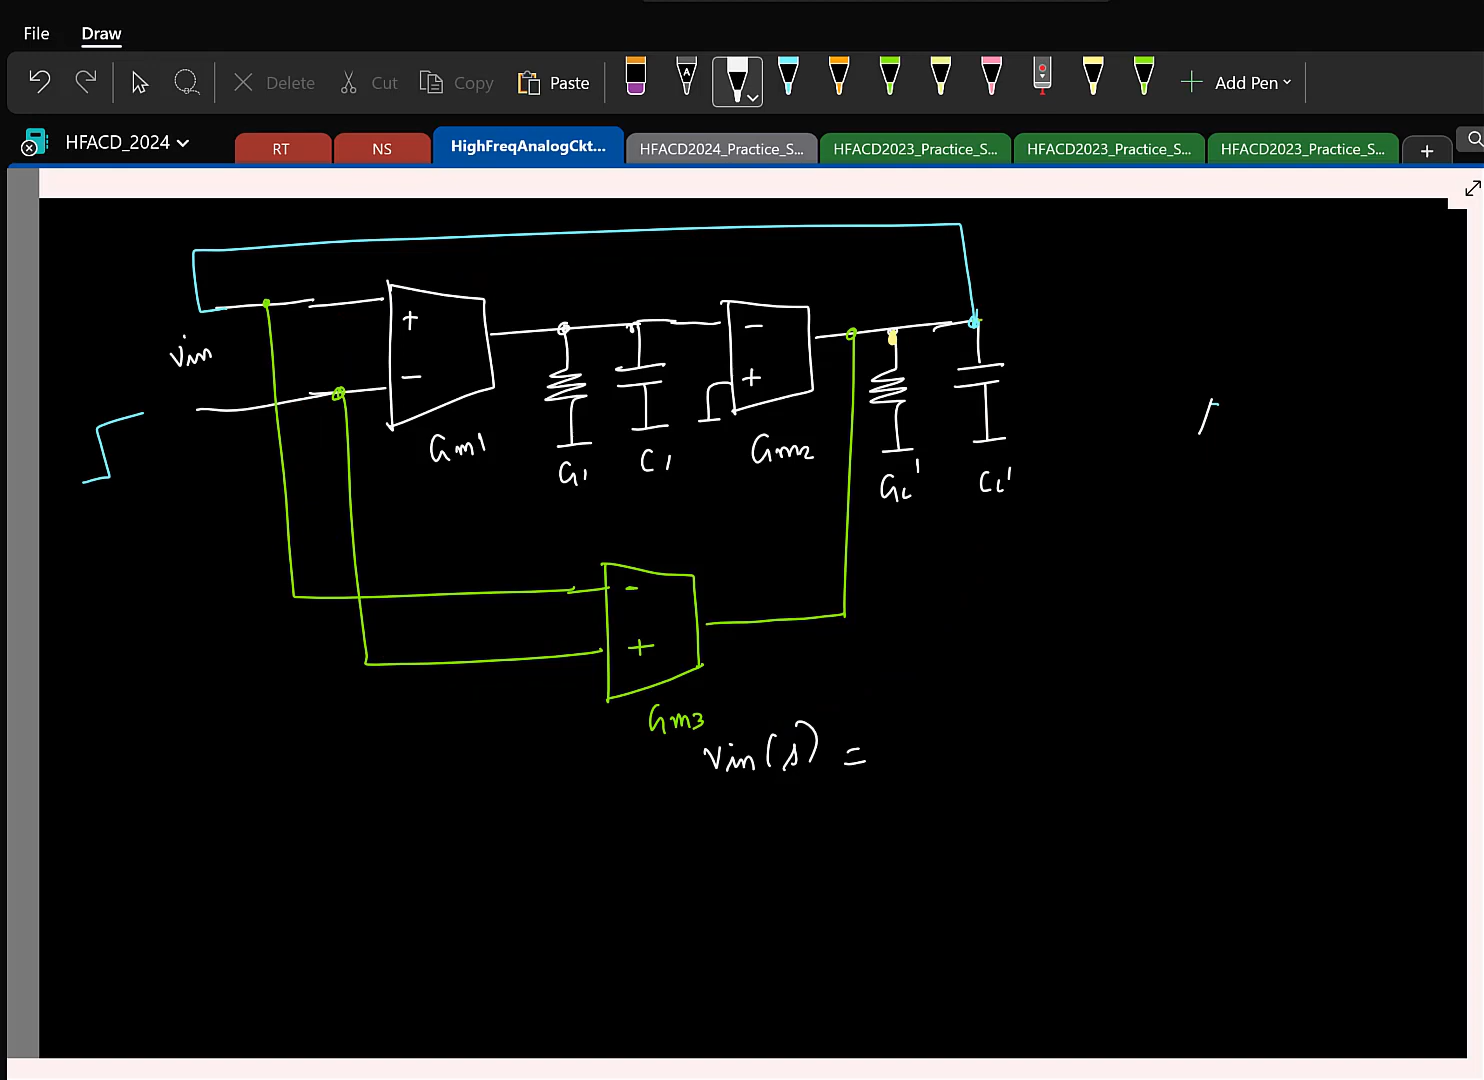 File Draw
Delete Cut Copy Paste A Add Pen
HFACD_2024 RT NS HighFreqAnalogCkt... HFACD2024_Practice_S... HFACD2023_Practice_S... HFACD2023_Practice_S... HFACD2023_Practice_S... +
+ −
Vin
− +
Gm1
G1
C1
Gm2
GL'
CL'
- +
Gm3
Vin(s) =